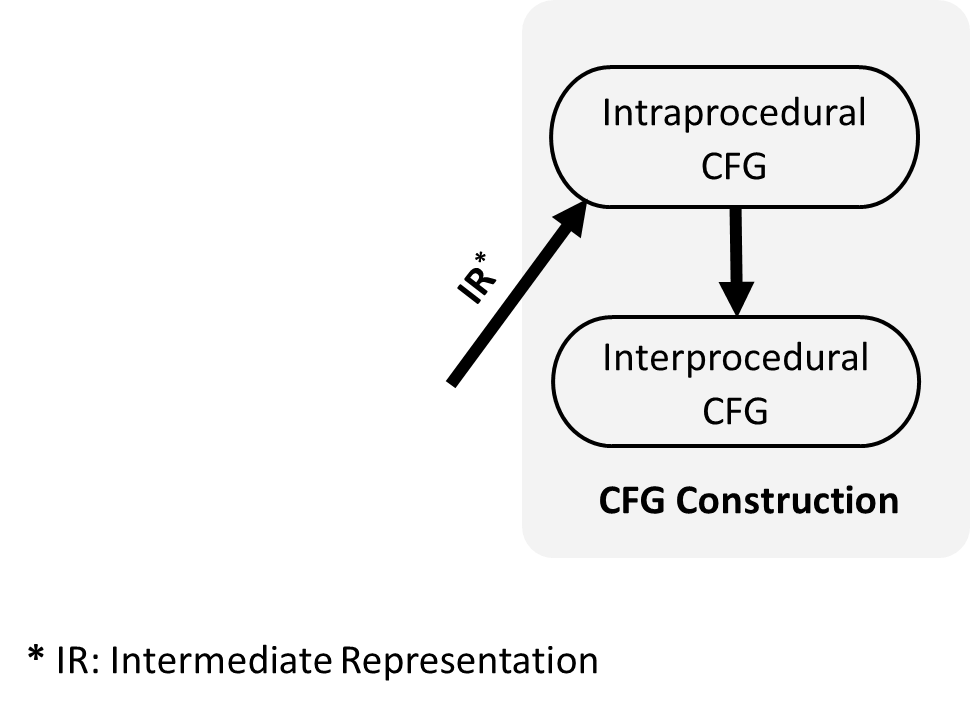 Intraprocedural
CFG
IR*
Interprocedural
CFG
CFG Construction
* IR: Intermediate Representation